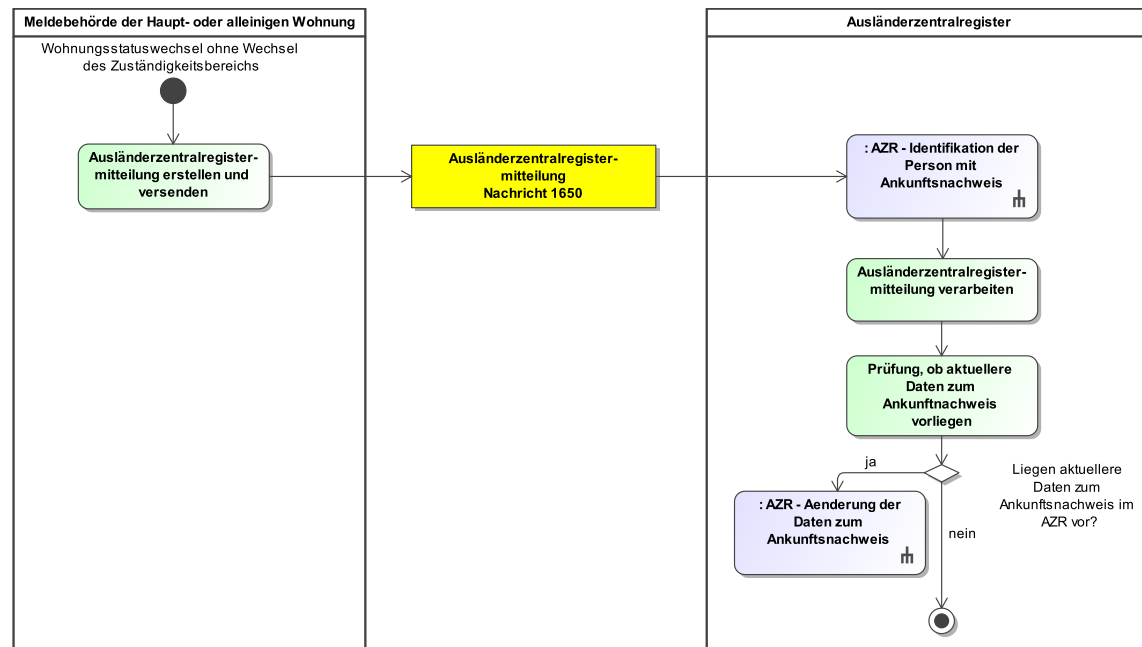 Meldebehörde der Haupt- oder alleinigen Wohnung
Ausländerzentralregister
Wohnungsstatuswechsel ohne Wechsel
des Zuständigkeitsbereichs
Ausländerzentralregister-
mitteilung erstellen und
versenden
Ausländerzentralregister-
mitteilung
Nachricht 1650
: AZR - Identifikation der
Person mit
Ankunftsnachweis
Ausländerzentralregister-
mitteilung verarbeiten
Prüfung, ob aktuellere
Daten zum
Ankunftnachweis
vorliegen
ja
Liegen aktuellere
Daten zum
Ankunftsnachweis im
AZR vor?
: AZR - Aenderung der
Daten zum
Ankunftsnachweis
nein